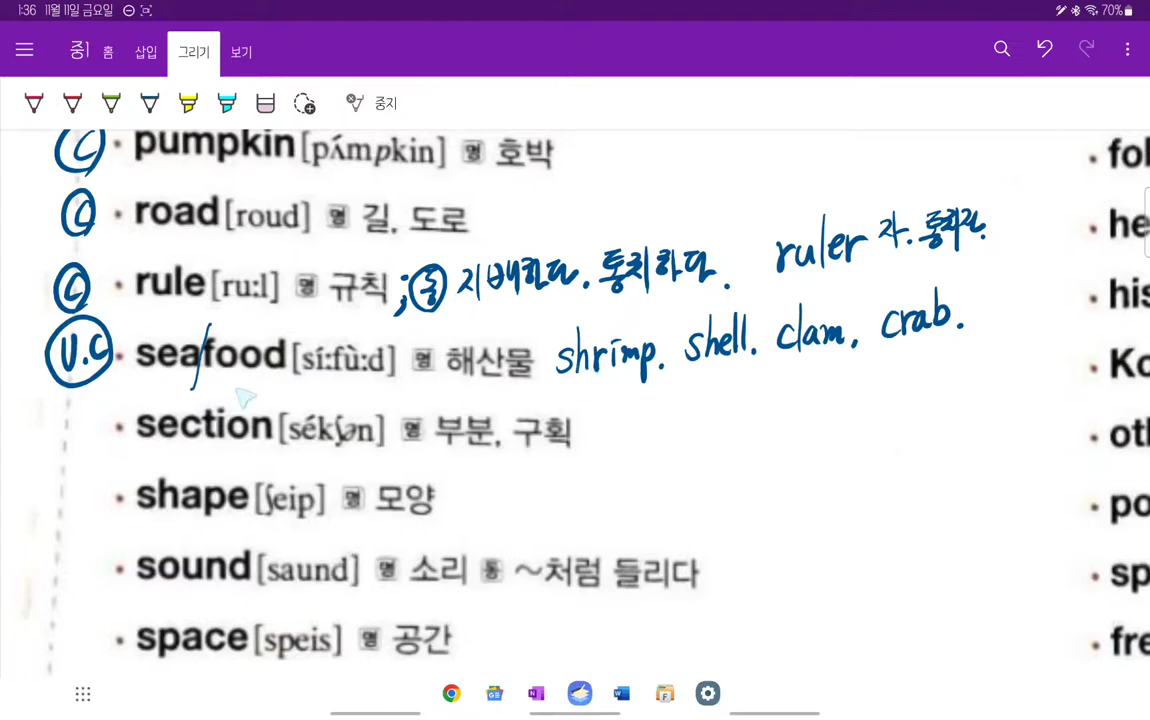 1:36 11월 11일 금요일 70%
중1 홈 삽입 그리기 보기
중지
C · pumpkin [pʌ́mpkin] 명 호박
C · road [roud] 명 길, 도로
ruler 자. 통치자.
C · rule [ru:l] 명 규칙 ; 동 지배한다. 통치하다.
U.C · seafood [síːfùːd] 명 해산물 shrimp. shell. clam, crab.
· section [sékʃən] 명 부분, 구획
· shape [ʃeip] 명 모양
· sound [saund] 명 소리 동 ～처럼 들리다
· space [speis] 명 공간
· fol
· he
· his
· Ko
· oth
· po
· sp
· fre